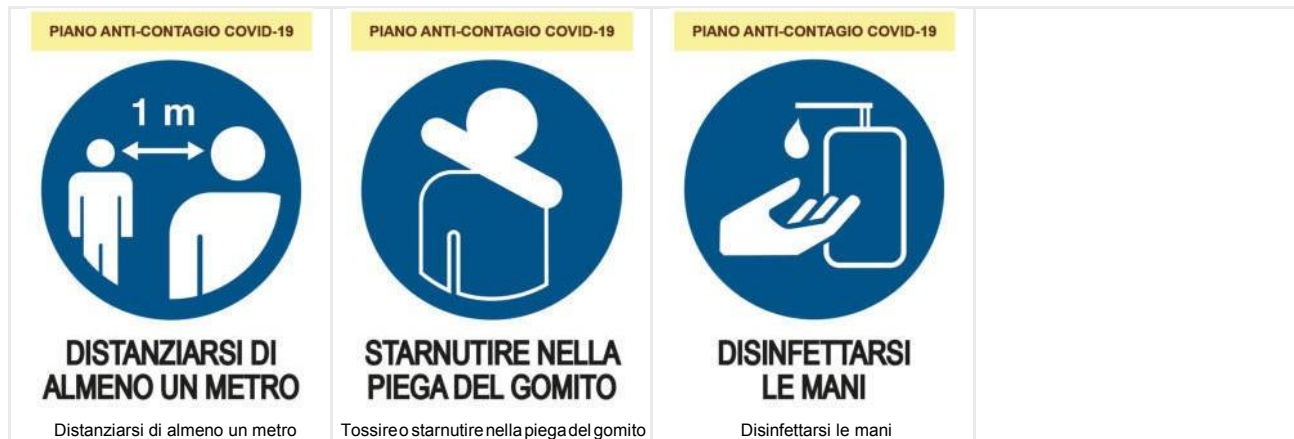 PIANO ANTI-CONTAGIO COVID-19
1 m
DISTANZIARSI DI
ALMENO UN METRO
Distanziarsi di almeno un metro
PIANO ANTI-CONTAGIO COVID-19
STARNUTIRE NELLA
PIEGA DEL GOMITO
Tossire o starnutire nella piega del gomito
PIANO ANTI-CONTAGIO COVID-19
DISINFETTARSI
LE MANI
Disinfettarsi le mani